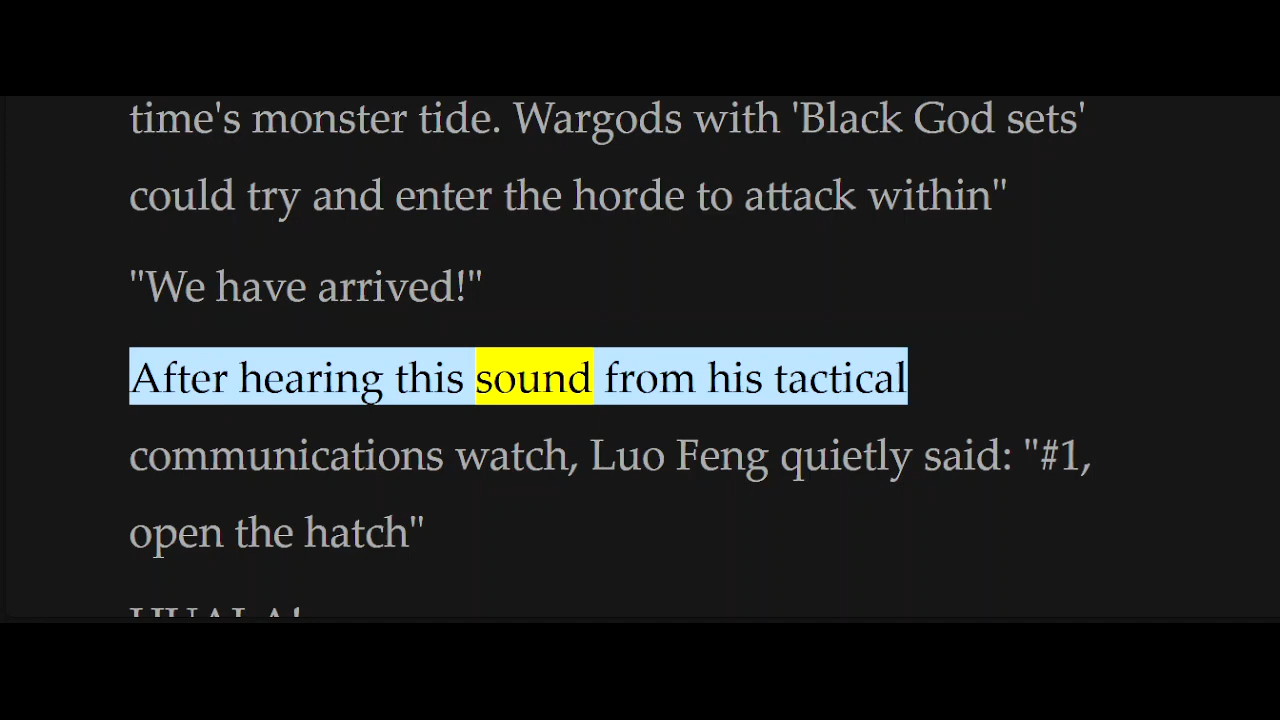 time's monster tide. Wargods with 'Black God sets'
could try and enter the horde to attack within"
"We have arrived!"
After hearing this sound from his tactical
communications watch, Luo Feng quietly said: "#1,
open the hatch"
HUALA!